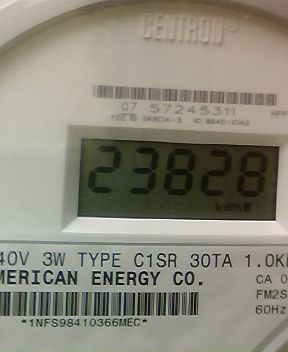 CENTRON®
07 57245311
23828
kWh
40V 3W TYPE C1SR 30TA 1.0K
MERICAN ENERGY CO.
CA 0
FM2S
60Hz
*1NFS98410366MEC*